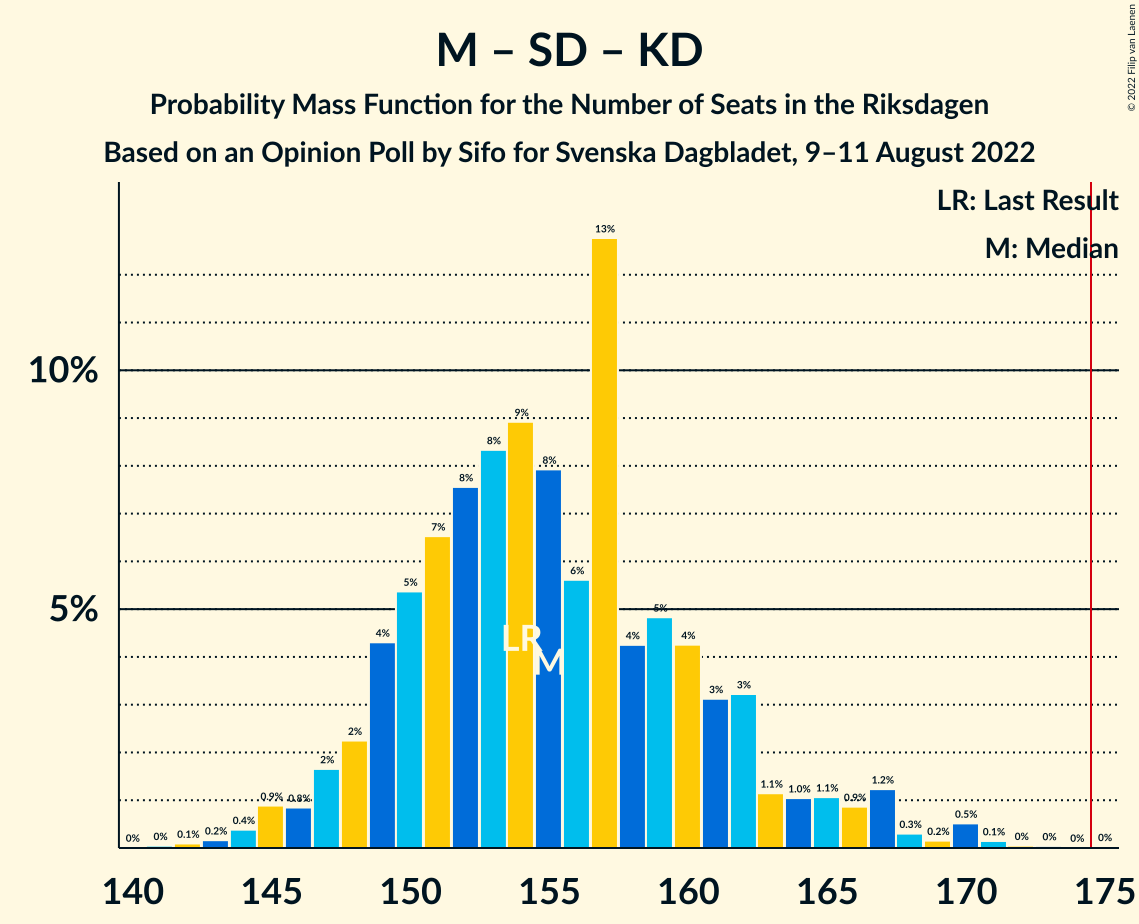 © 2022 Filip van Laenen
M – SD – KD
Probability Mass Function for the Number of Seats in the Riksdagen
Based on an Opinion Poll by Sifo for Svenska Dagbladet, 9–11 August 2022
LR: Last Result
M: Median
10%
5%
0% 0% 0.1% 0.2% 0.4% 0.9% 0.8% 2% 2% 4% 5% 7% 8% 8% 9% 8% 6% 13% 4% 5% 4% 3% 3% 1.1% 1.0% 1.1% 0.9% 1.2% 0.3% 0.2% 0.5% 0.1% 0% 0% 0% 0%
LR
M
140 145 150 155 160 165 170 175